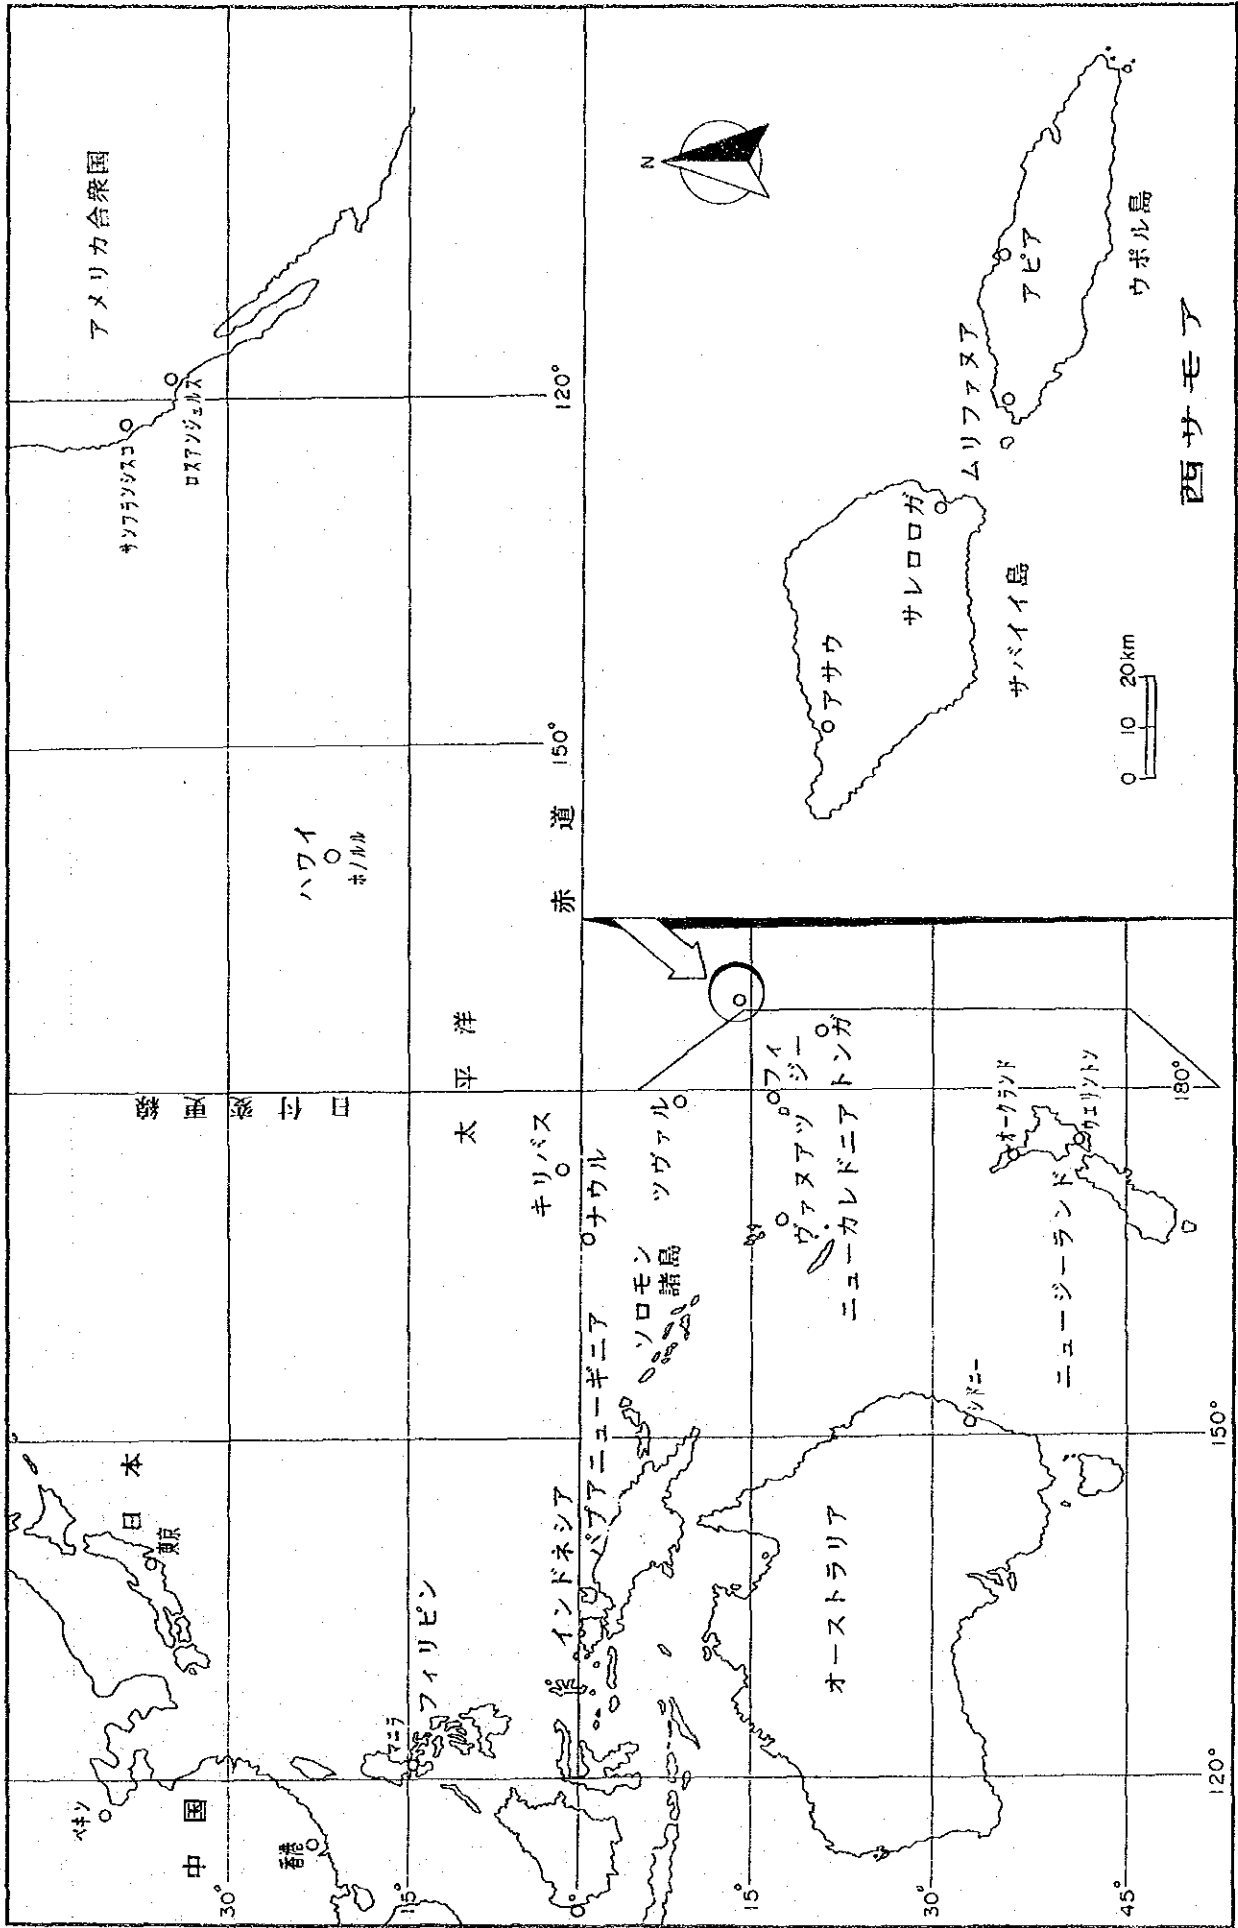 アメリカ合衆国
サンフランシスコ
ロスアンジェルス
ハワイ
ホノルル
日付変更線
太平洋
赤道
日本
東京
中国
ペキン
香港
マニラ
フィリピン
インドネシア
パプアニューギニア
ソロモン
諸島
キリバス
ナウル
ツヴァル
フィ
ジー
ヴァヌアツ
ニューカレドニア
トンガ
オーストラリア
シドニー
ニュージーランド
オークランド
ウェリントン
30°
15°
0°
15°
30°
45°
120°
150°
180°
150°
120°
N
アサウ
サレロロガ
サバイイ島
ムリファヌア
アピア
ウポル島
0 10 20km
西サモア